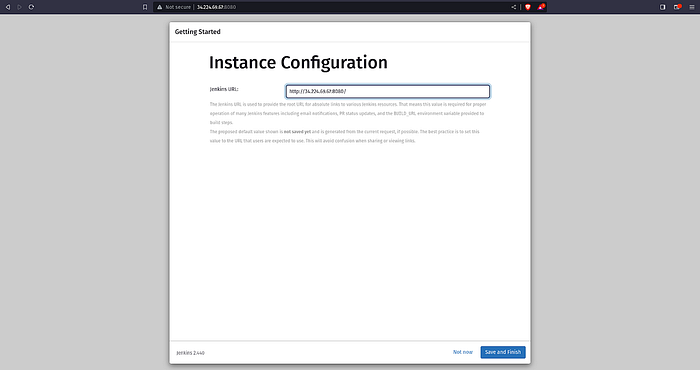 Not secure 34.224.69.67:8080
Getting Started
Instance Configuration
Jenkins URL: http://34.224.69.67:8080/
The Jenkins URL is used to provide the root URL for absolute links to various Jenkins resources. That means this value is required for proper
operation of many Jenkins features including email notifications, PR status updates, and the BUILD_URL environment variable provided to
build steps.
The proposed default value shown is not saved yet and is generated from the current request, if possible. The best practice is to set this
value to the URL that users are expected to use. This will avoid confusion when sharing or viewing links.
Jenkins 2.440 Not now Save and Finish